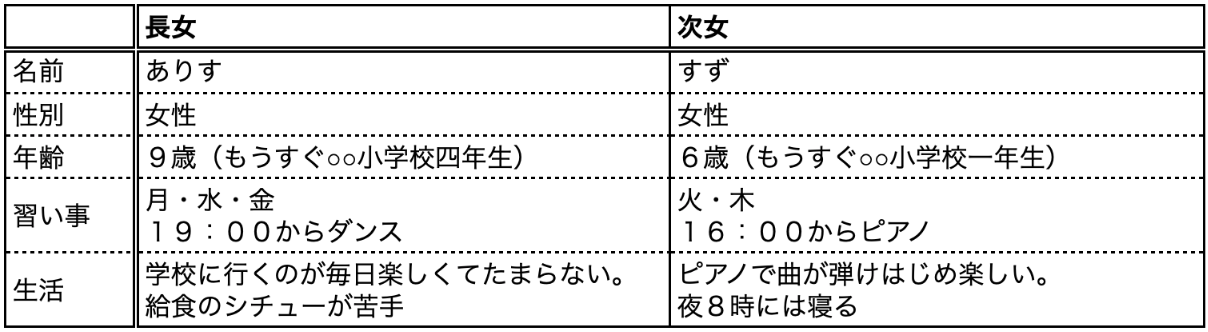 長女 次女
名前 ありす すず
性別 女性 女性
年齢 ９歳（もうすぐ○○小学校四年生） ６歳（もうすぐ○○小学校一年生）
習い事 月・水・金 火・木
１９：００からダンス １６：００からピアノ
生活 学校に行くのが毎日楽しくてたまらない。 ピアノで曲が弾けはじめ楽しい。
給食のシチューが苦手 夜８時には寝る